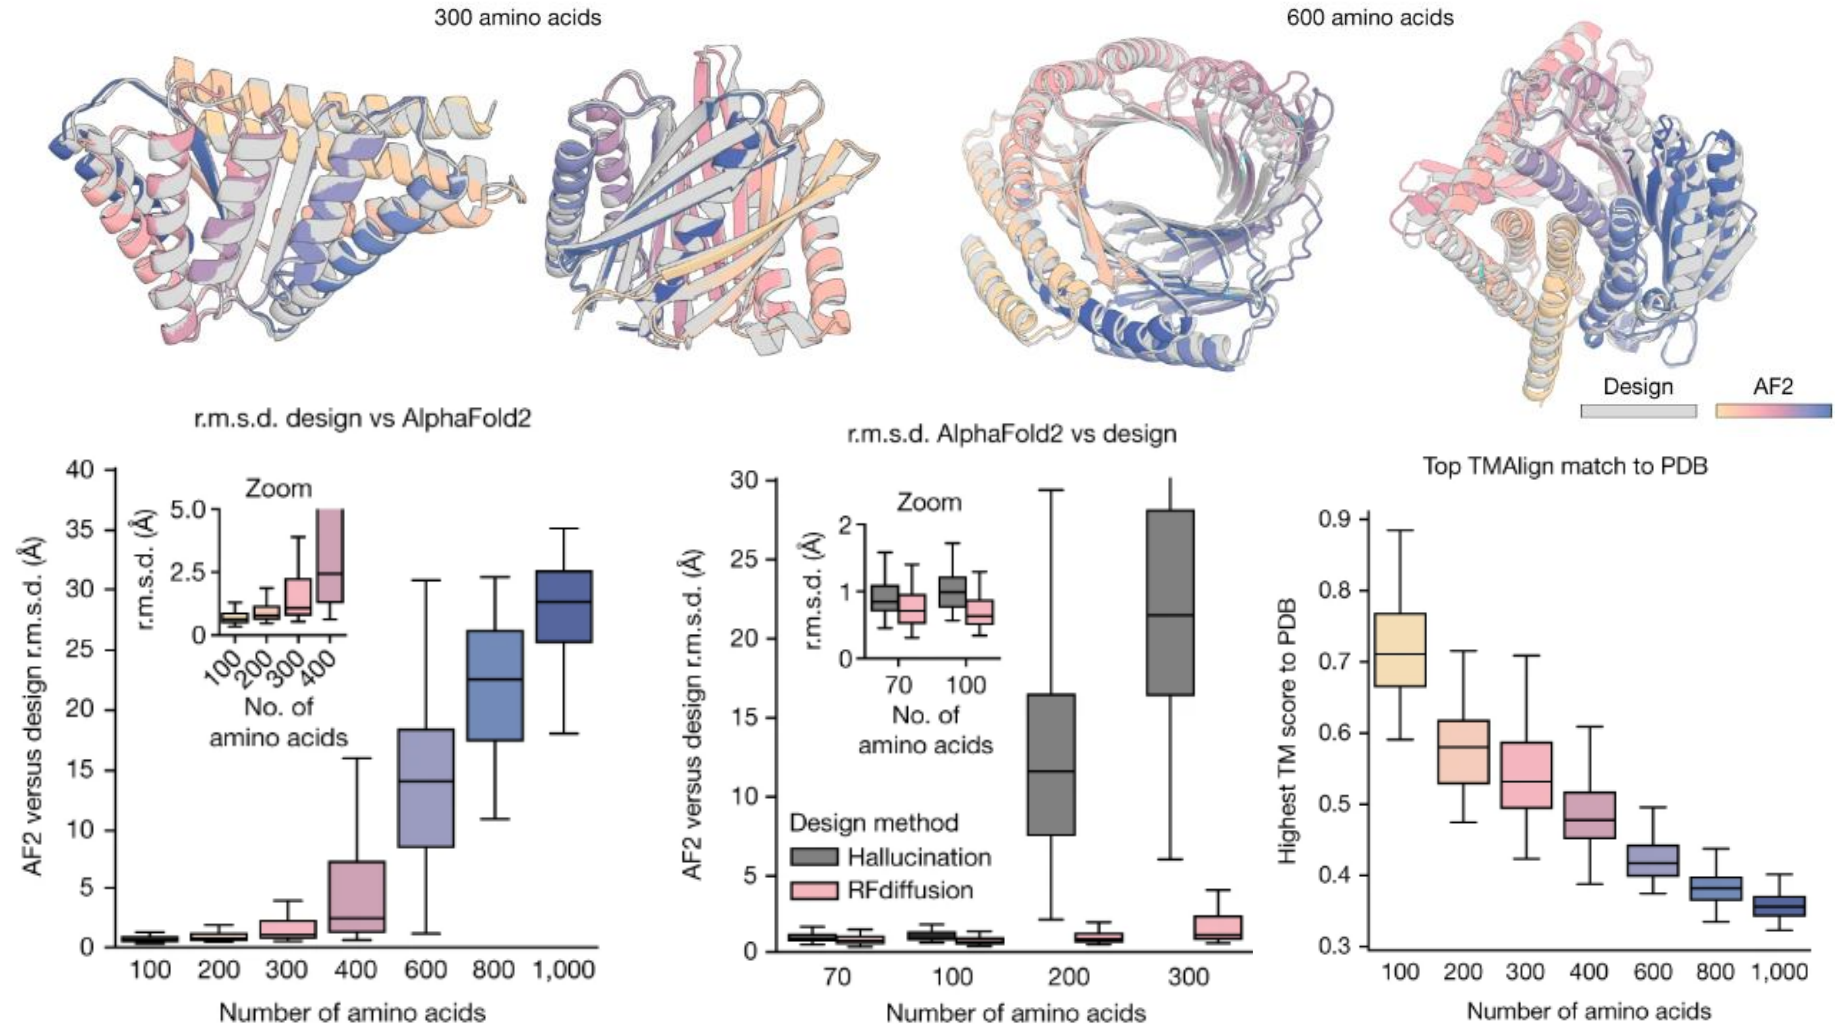 300 amino acids
600 amino acids
Design
AF2
r.m.s.d. design vs AlphaFold2
AF2 versus design r.m.s.d. (Å)
40
35
30
25
20
15
10
5
0
100
200
300
400
600
800
1,000
Number of amino acids
Zoom
r.m.s.d. (Å)
5.0
2.5
0
100
200
300
400
No. of
amino acids
r.m.s.d. AlphaFold2 vs design
AF2 versus design r.m.s.d. (Å)
30
25
20
15
10
5
0
70
100
200
300
Number of amino acids
Zoom
r.m.s.d. (Å)
2
1
0
70
100
No. of
amino acids
Design method
Hallucination
RFdiffusion
Top TMAlign match to PDB
Highest TM score to PDB
0.9
0.8
0.7
0.6
0.5
0.4
0.3
100
200
300
400
600
800
1,000
Number of amino acids